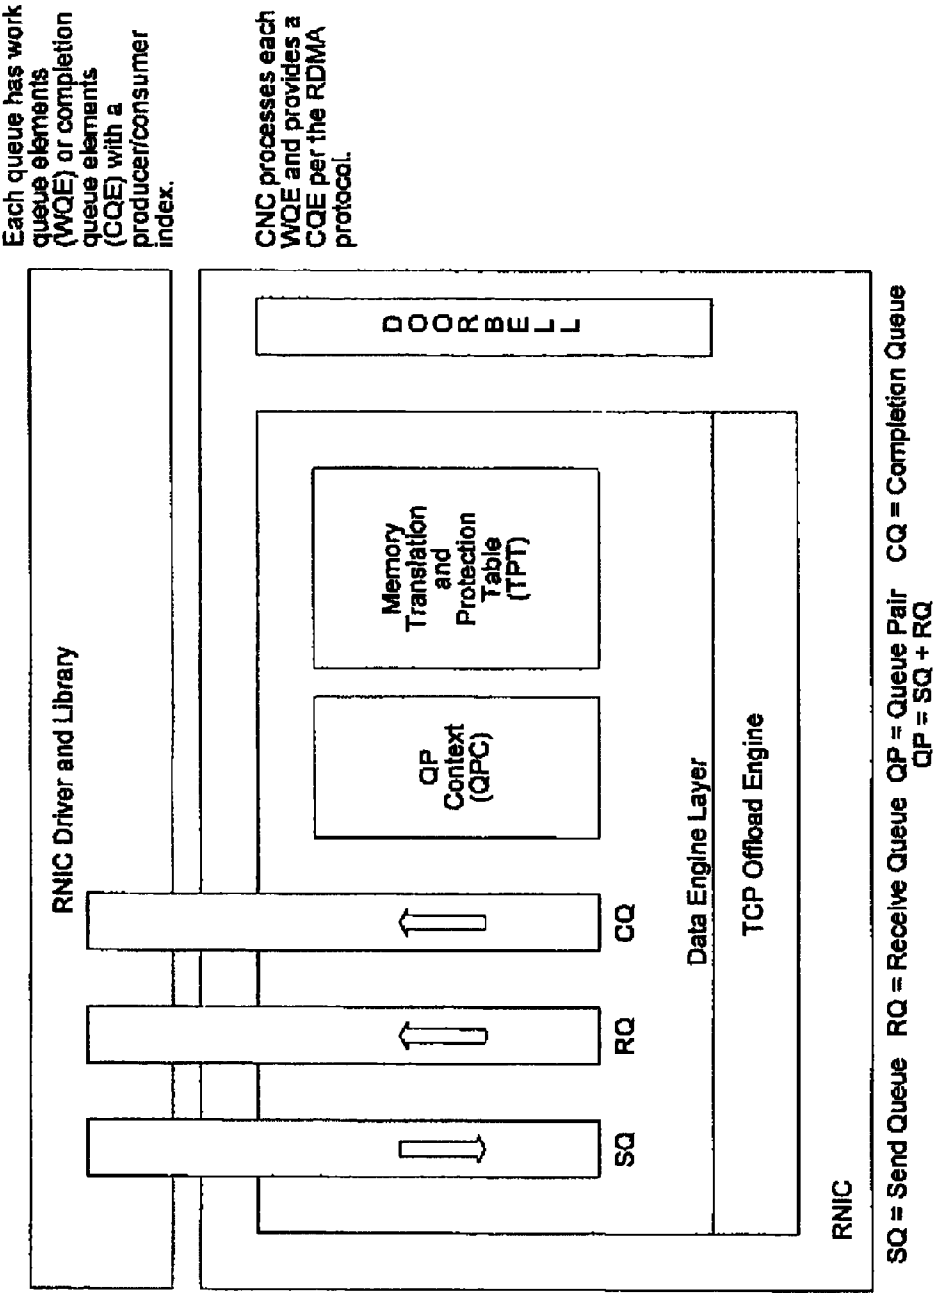 Each queue has work
queue elements
(WQE) or completion
queue elements
(CQE) with a
producer/consumer
index.
CNC processes each
WQE and provides a
CQE per the RDMA
protocol.
RNIC Driver and Library
SQ
RQ
CQ
QP
Context
(QPC)
Memory
Translation
and
Protection
Table
(TPT)
DOORBELL
Data Engine Layer
TCP Offload Engine
RNIC
SQ = Send Queue RQ = Receive Queue QP = Queue Pair CQ = Completion Queue
QP = SQ + RQ